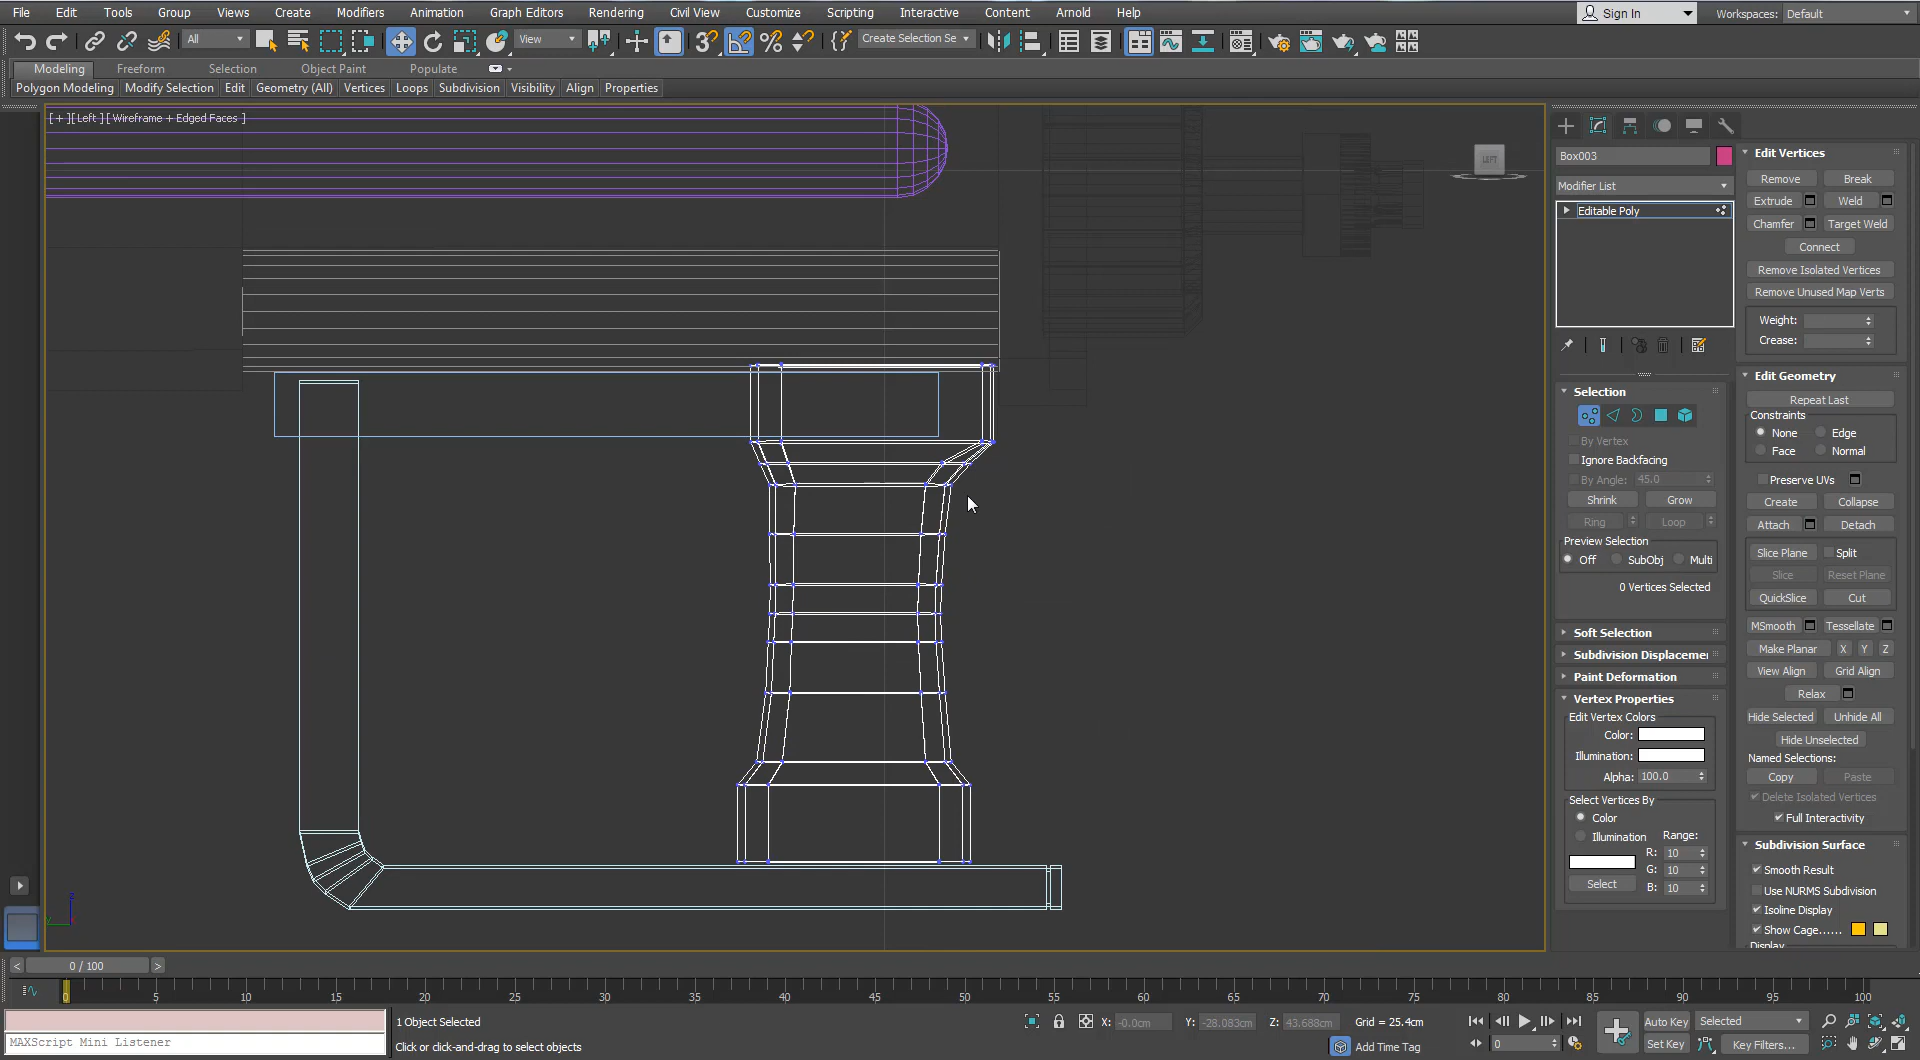 File Edit Tools Group Views Create Modifiers Animation Graph Editors Rendering Civil View Customize Scripting Interactive Content Arnold Help Sign In Workspaces: Default
All View Create Selection Se
Modeling Freeform Selection Object Paint Populate
Polygon Modeling Modify Selection Edit Geometry (All) Vertices Loops Subdivision Visibility Align Properties
[ + ] [ Left ] [ Wireframe + Edged Faces ]
LEFT
Box003
Modifier List
Editable Poly
Selection
By Vertex
Ignore Backfacing
By Angle: 45.0
Shrink Grow
Ring Loop
Preview Selection
Off SubObj Multi
0 Vertices Selected
Soft Selection
Subdivision Displacemer
Paint Deformation
Vertex Properties
Edit Vertex Colors
Color:
Illumination:
Alpha: 100.0
Select Vertices By
Color
Illumination Range:
R: 10
G: 10
B: 10
Select
Edit Vertices
Remove Break
Extrude Weld
Chamfer Target Weld
Connect
Remove Isolated Vertices
Remove Unused Map Verts
Weight:
Crease:
Edit Geometry
Repeat Last
Constraints
None Edge
Face Normal
Preserve UVs
Create Collapse
Attach Detach
Slice Plane Split
Slice Reset Plane
QuickSlice Cut
MSmooth Tessellate
Make Planar X Y Z
View Align Grid Align
Relax
Hide Selected Unhide All
Hide Unselected
Named Selections:
Copy Paste
Delete Isolated Vertices
Full Interactivity
Subdivision Surface
Smooth Result
Use NURMS Subdivision
Isoline Display
Show Cage......
Display
z
y
< 0 / 100 >
0 5 10 15 20 25 30 35 40 45 50 55 60 65 70 75 80 85 90 95 100
1 Object Selected X: -0.0cm Y: -28.083cm Z: 43.688cm Grid = 25.4cm Auto Key Selected
MAXScript Mini Listener Click or click-and-drag to select objects Add Time Tag 0 Set Key Key Filters...